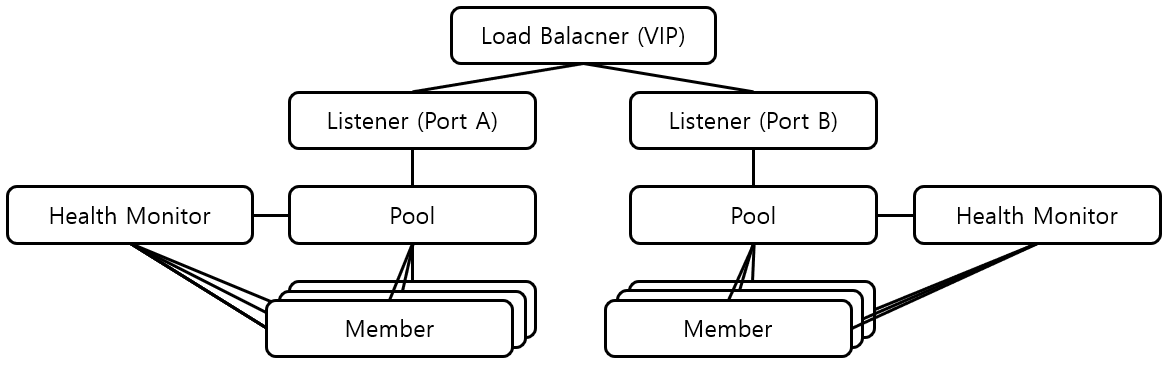 Load Balacner (VIP)
Listener (Port A)
Listener (Port B)
Health Monitor
Pool
Pool
Health Monitor
Member
Member